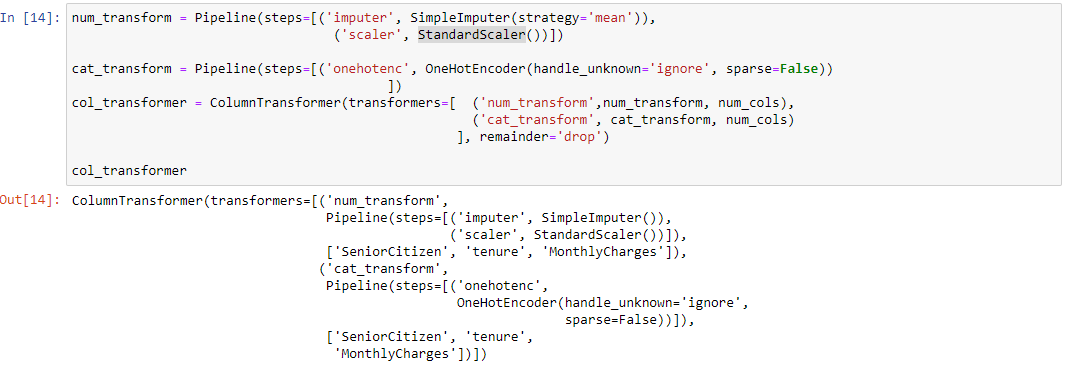 In [14]: num_transform = Pipeline(steps=[('imputer', SimpleImputer(strategy='mean')),
('scaler', StandardScaler())])
cat_transform = Pipeline(steps=[('onehotenc', OneHotEncoder(handle_unknown='ignore', sparse=False))
])
col_transformer = ColumnTransformer(transformers=[  ('num_transform',num_transform, num_cols),
('cat_transform', cat_transform, num_cols)
], remainder='drop')
col_transformer
Out[14]: ColumnTransformer(transformers=[('num_transform',
Pipeline(steps=[('imputer', SimpleImputer()),
('scaler', StandardScaler())]),
['SeniorCitizen', 'tenure', 'MonthlyCharges']),
('cat_transform',
Pipeline(steps=[('onehotenc',
OneHotEncoder(handle_unknown='ignore',
sparse=False))]),
['SeniorCitizen', 'tenure',
'MonthlyCharges'])])